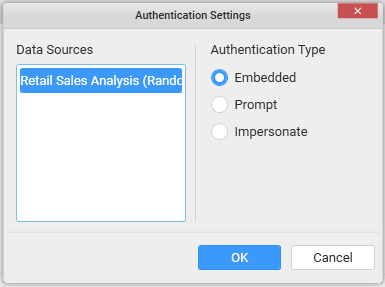 Authentication Settings
Data Sources
Authentication Type
Retail Sales Analysis (Rando
Embedded
Prompt
Impersonate
OK
Cancel